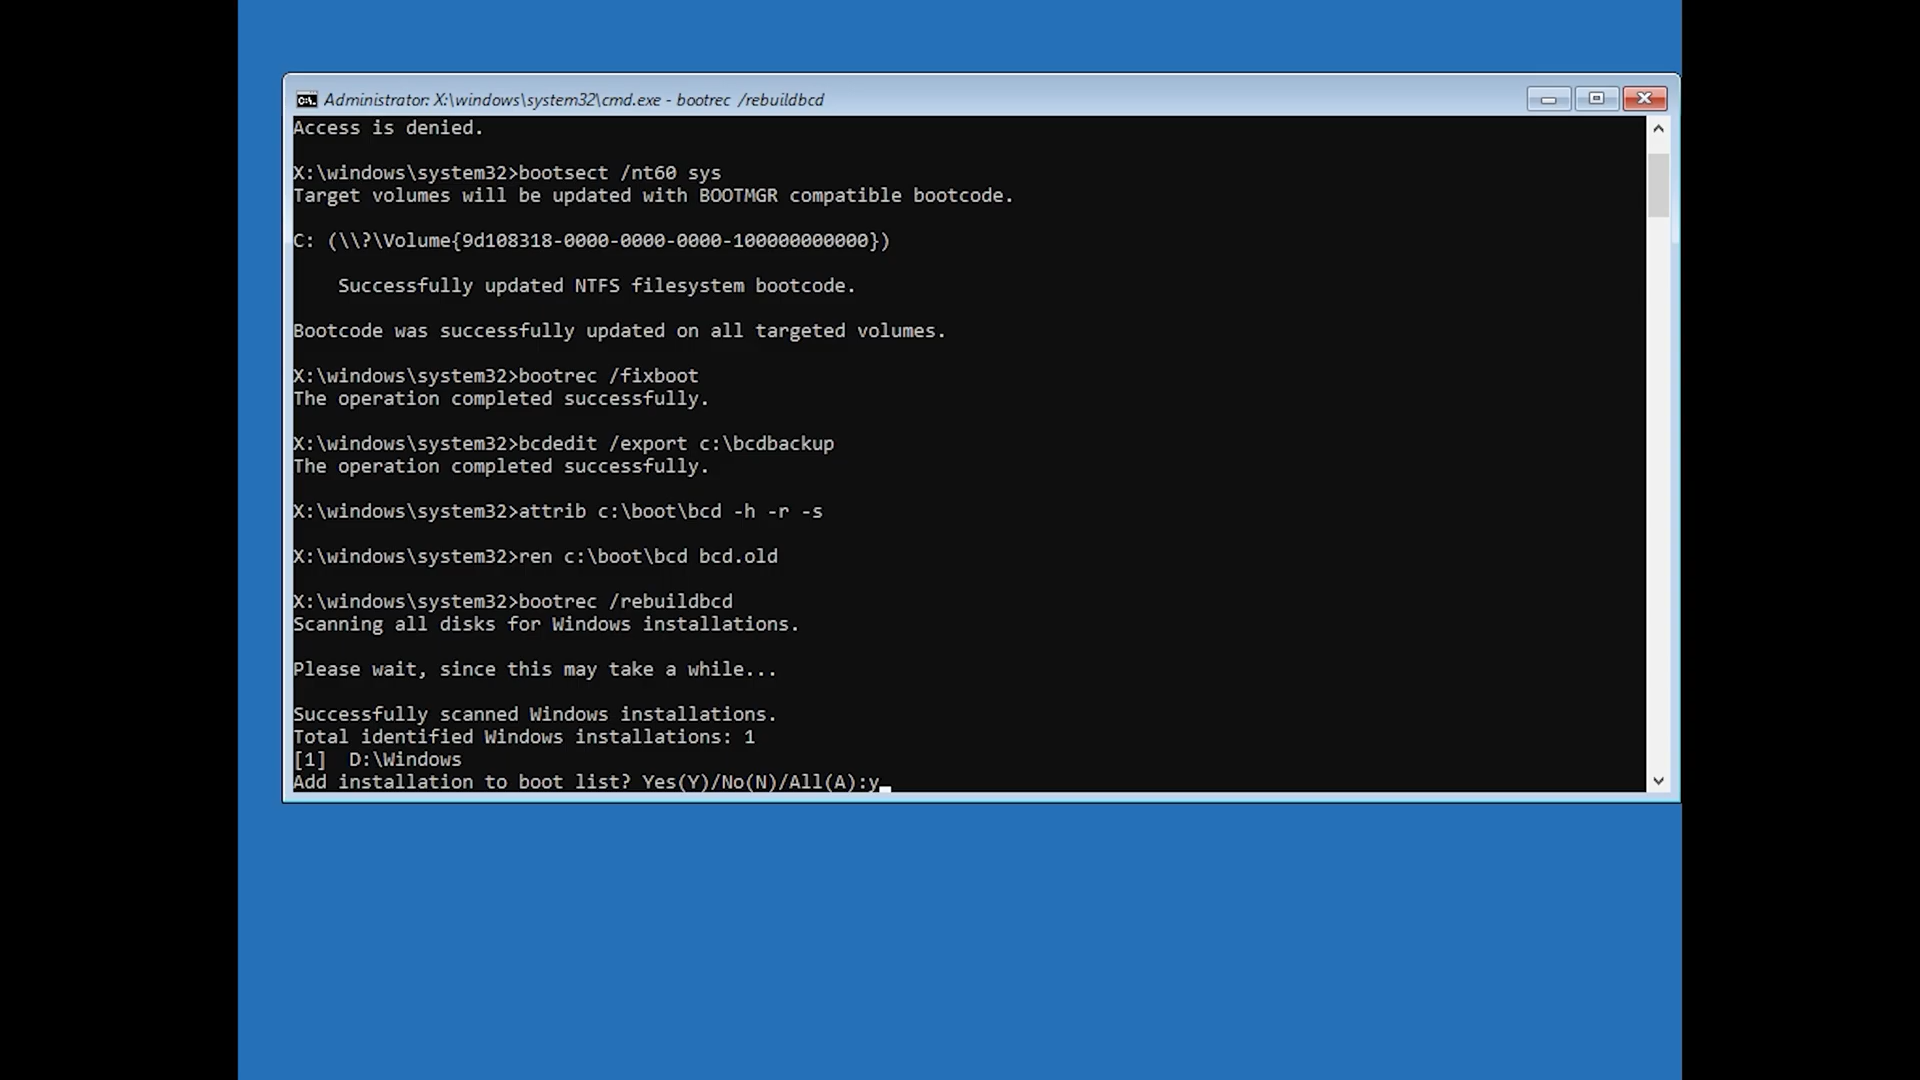 Administrator: X:\windows\system32\cmd.exe - bootrec /rebuildbcd
Access is denied.
X:\windows\system32>bootsect /nt60 sys
Target volumes will be updated with BOOTMGR compatible bootcode.
C: (\\?\Volume{9d108318-0000-0000-0000-100000000000})
Successfully updated NTFS filesystem bootcode.
Bootcode was successfully updated on all targeted volumes.
X:\windows\system32>bootrec /fixboot
The operation completed successfully.
X:\windows\system32>bcdedit /export c:\bcdbackup
The operation completed successfully.
X:\windows\system32>attrib c:\boot\bcd -h -r -s
X:\windows\system32>ren c:\boot\bcd bcd.old
X:\windows\system32>bootrec /rebuildbcd
Scanning all disks for Windows installations.
Please wait, since this may take a while...
Successfully scanned Windows installations.
Total identified Windows installations: 1
[1]  D:\Windows
Add installation to boot list? Yes(Y)/No(N)/All(A):y